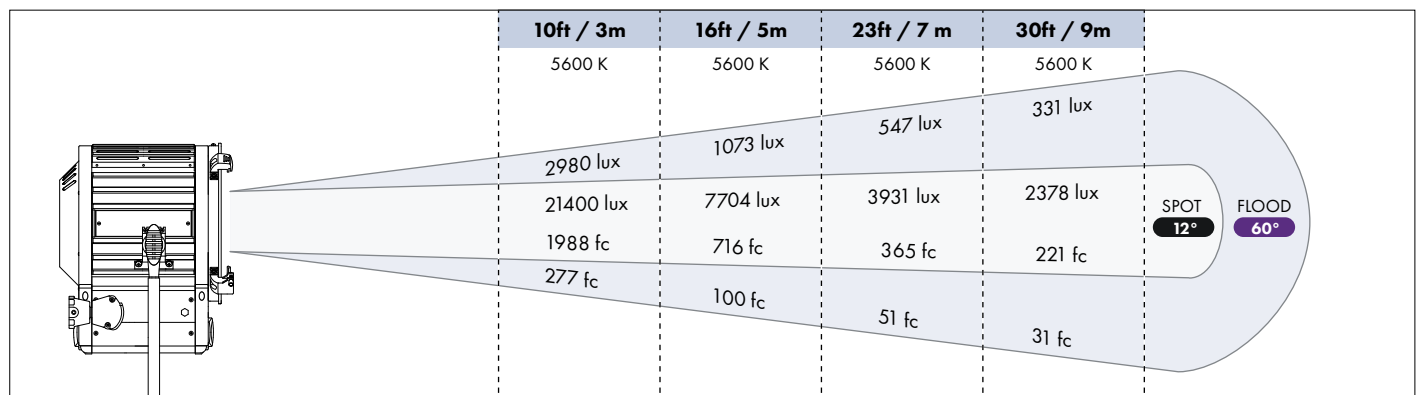 10ft / 3m 16ft / 5m 23ft / 7 m 30ft / 9m
5600 K 5600 K 5600 K 5600 K
2980 lux 1073 lux 547 lux 331 lux
21400 lux 7704 lux 3931 lux 2378 lux
SPOT FLOOD
12° 60°
1988 fc 716 fc 365 fc 221 fc
277 fc 100 fc 51 fc 31 fc